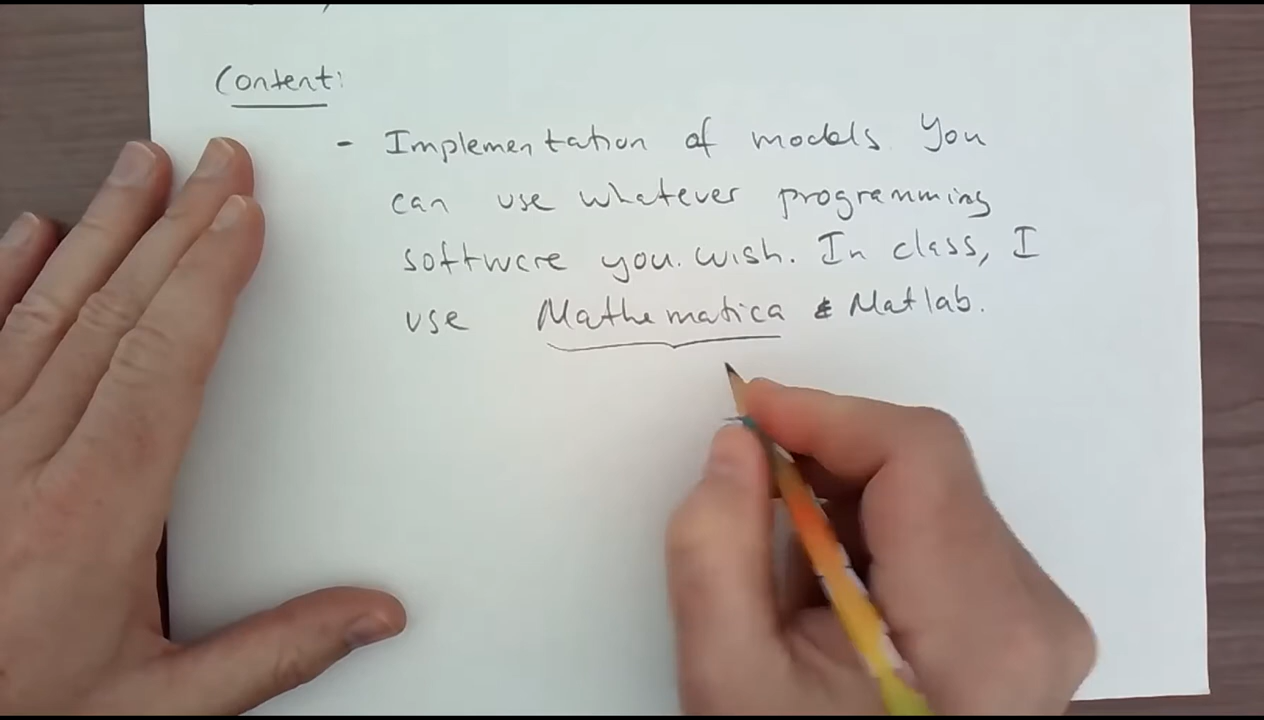 Content:
- Implementation of models. You
can use whatever programming
software you wish. In class, I
use Mathematica & Matlab.